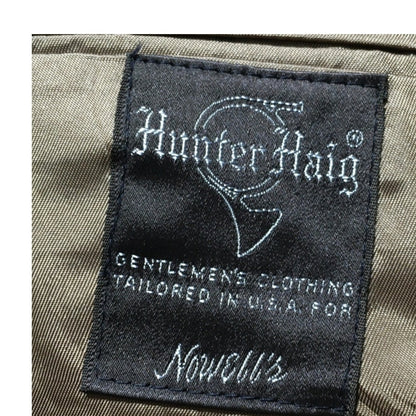 Hunter Haig®
GENTLEMEN'S CLOTHING
TAILORED IN U.S.A. FOR
Nowell's